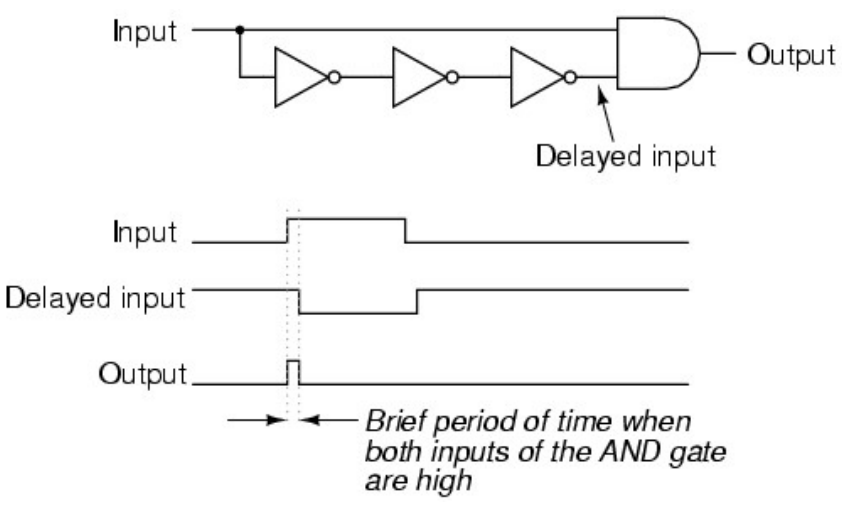 Input
Output
Delayed input
Input
Delayed input
Output
Brief period of time when
both inputs of the AND gate
are high